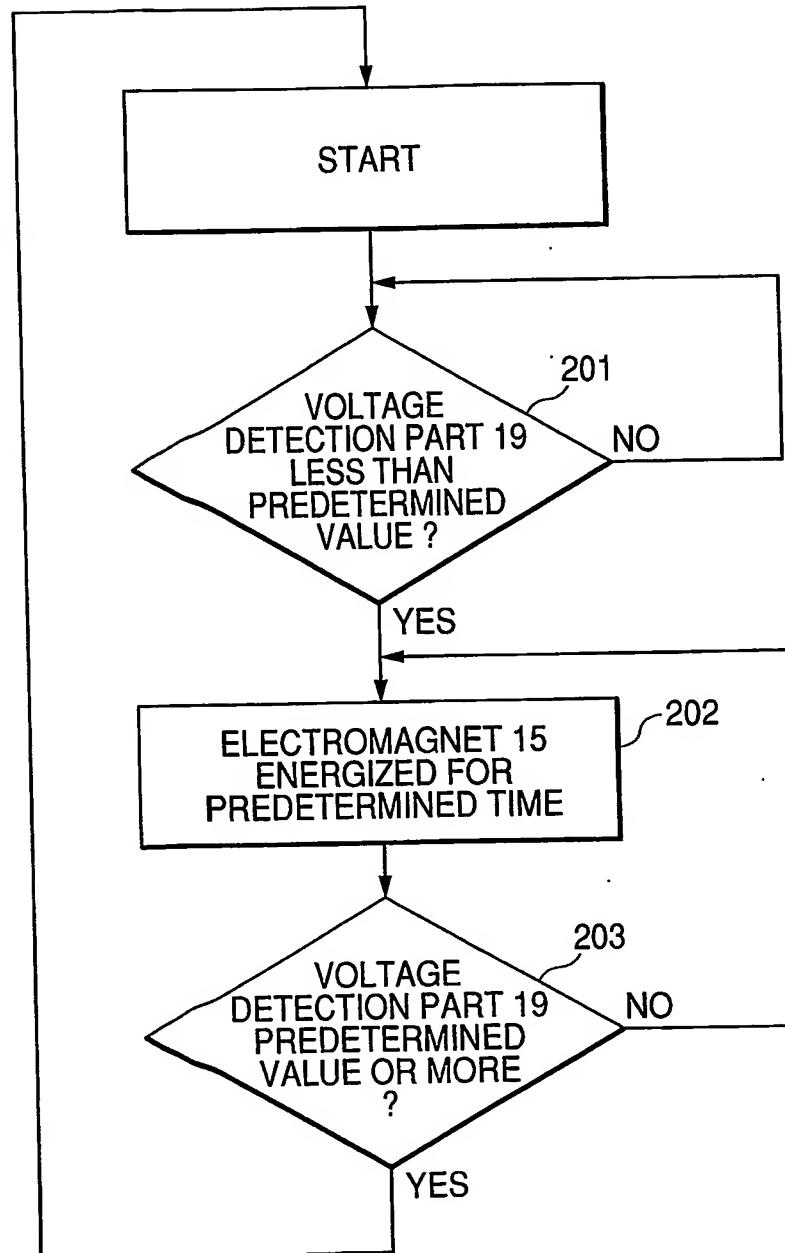 START
201
VOLTAGE
DETECTION PART 19
LESS THAN
PREDETERMINED
VALUE ?
NO
YES
202
ELECTROMAGNET 15
ENERGIZED FOR
PREDETERMINED TIME
203
VOLTAGE
DETECTION PART 19
PREDETERMINED
VALUE OR MORE
?
NO
YES